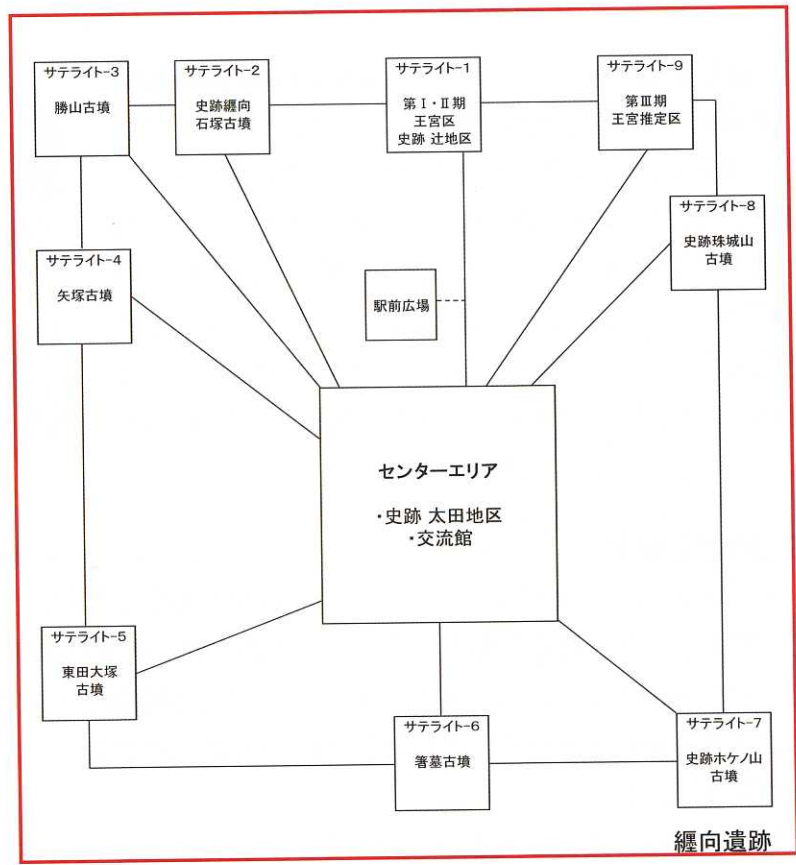 サテライト-3
勝山古墳
サテライト-2
史跡纒向
石塚古墳
サテライト-1
第Ⅰ・Ⅱ期
王宮区
史跡 辻地区
サテライト-9
第Ⅲ期
王宮推定区
サテライト-8
史跡珠城山
古墳
サテライト-4
矢塚古墳
駅前広場
センターエリア
・史跡 太田地区
・交流館
サテライト-5
東田大塚
古墳
サテライト-6
箸墓古墳
サテライト-7
史跡ホケノ山
古墳
纒向遺跡